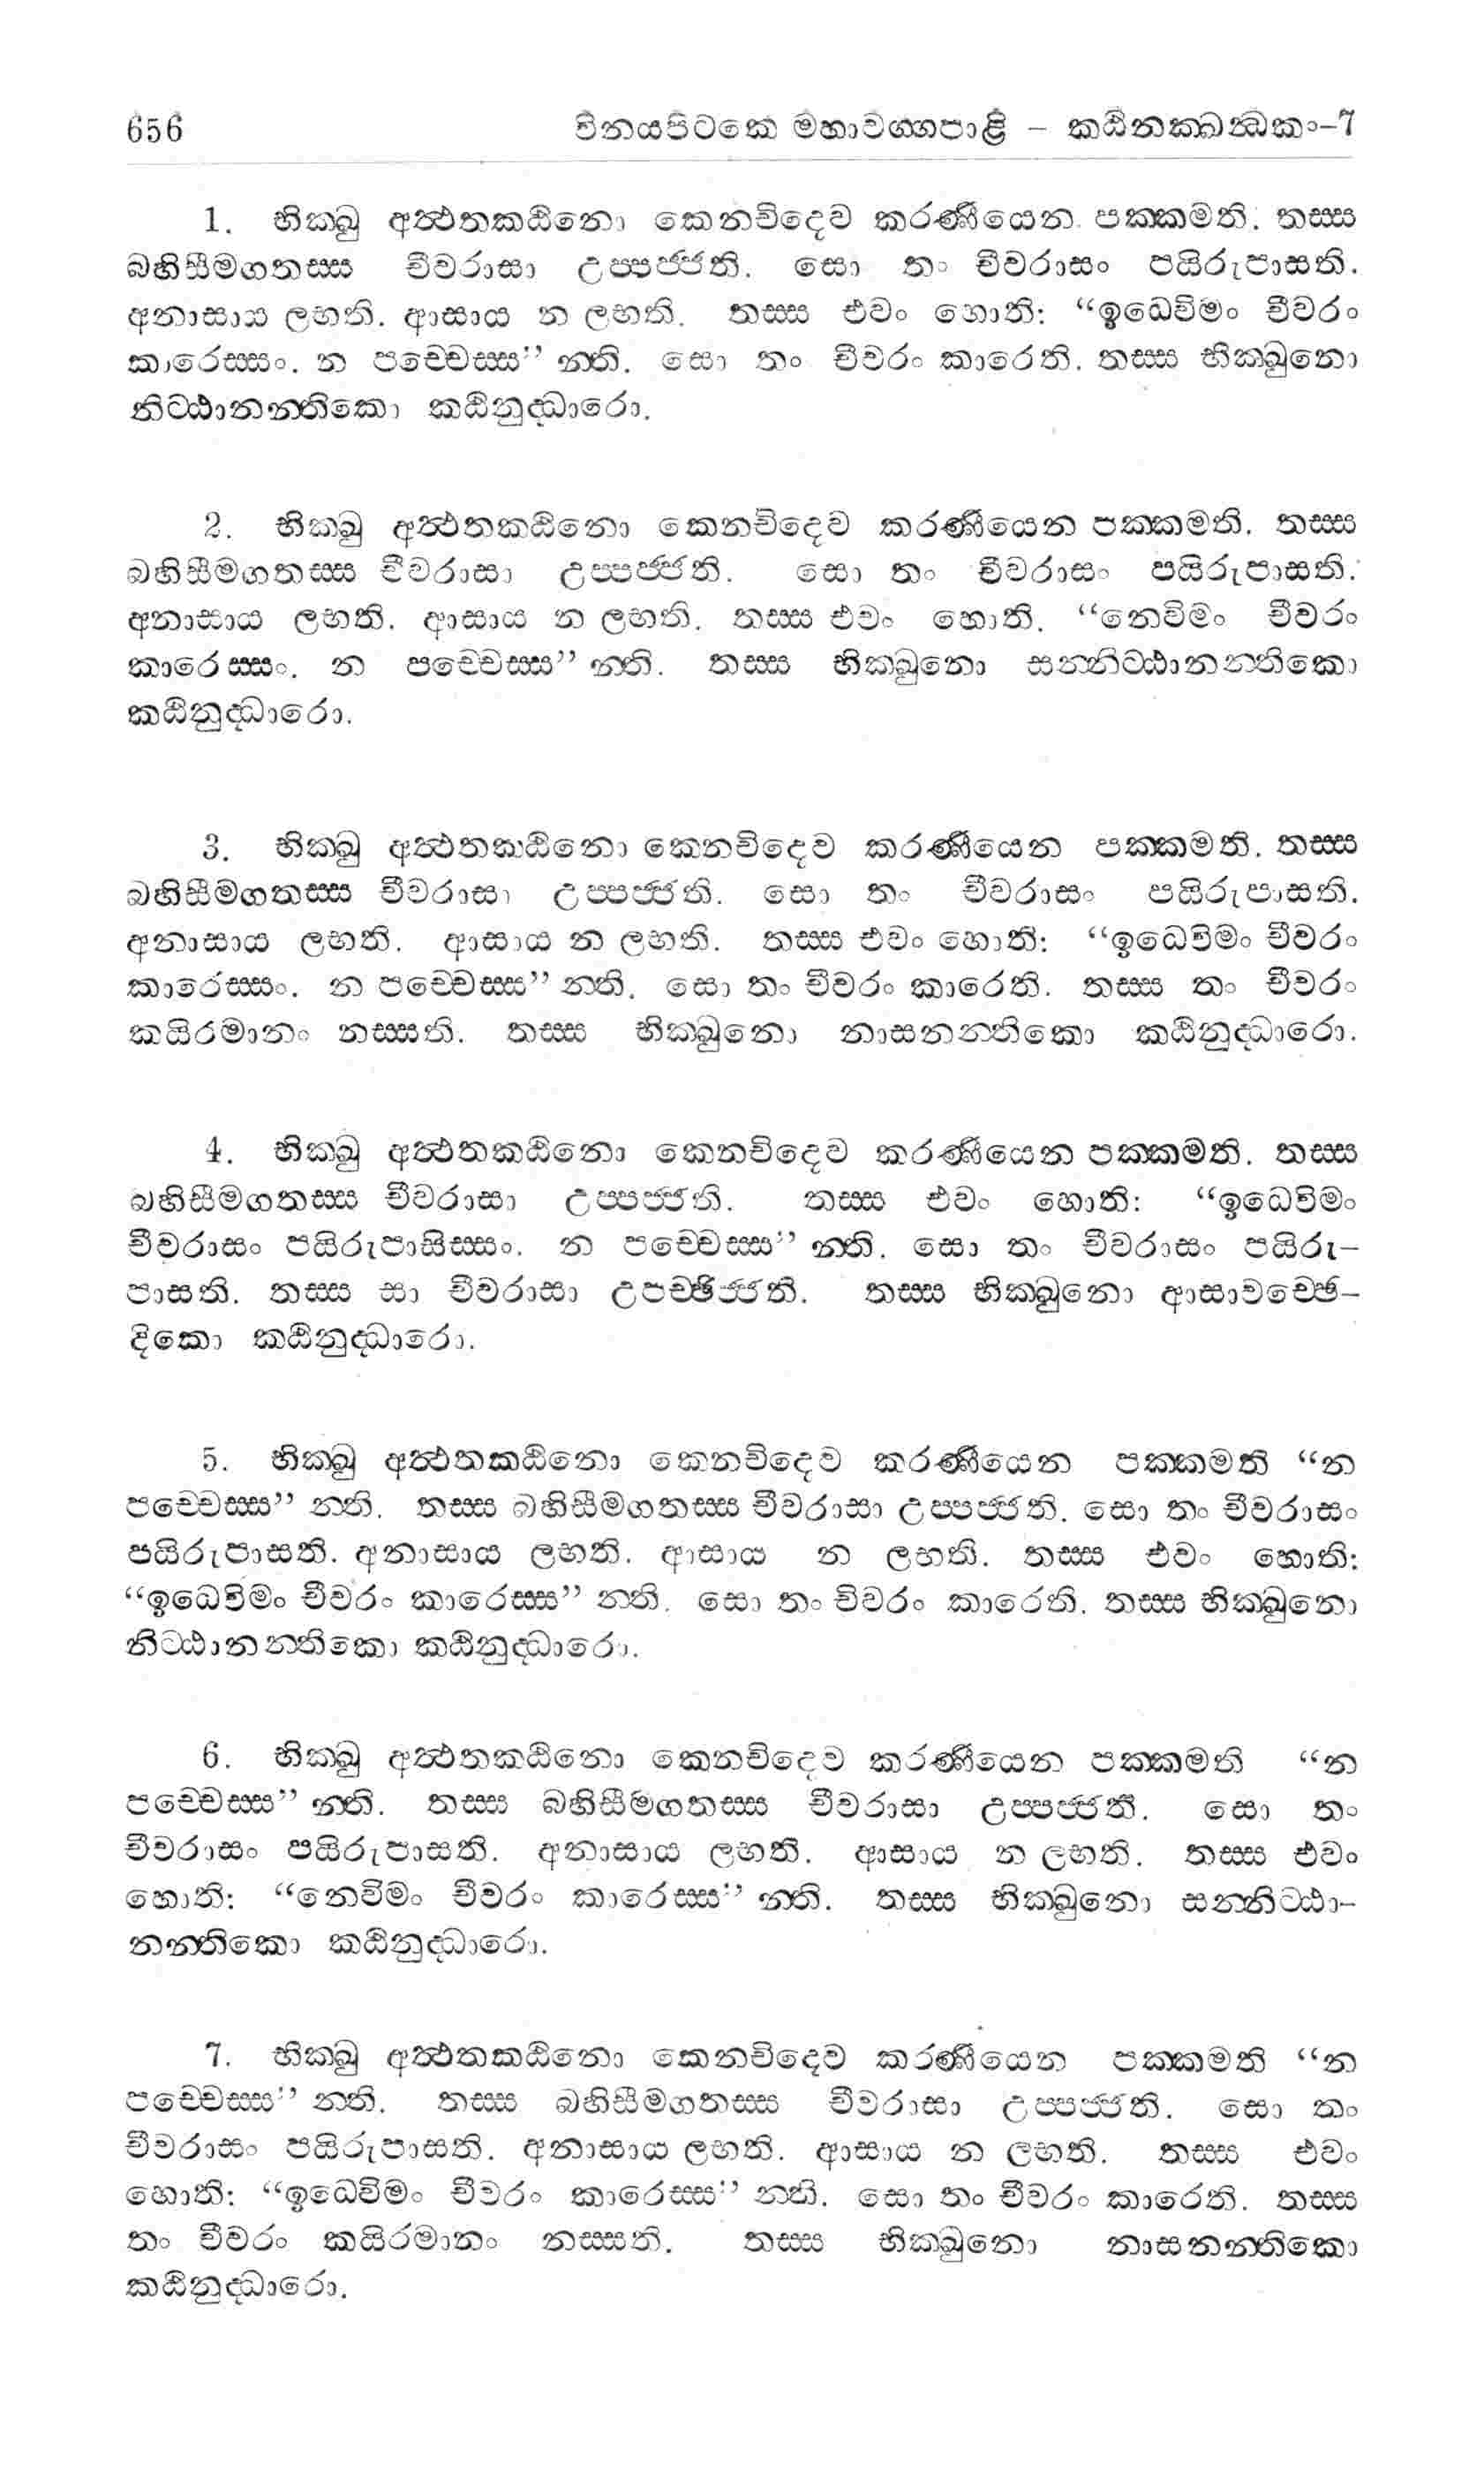 656 විනයපිටකෙ මහාවග්ගපාළි – කඨිනක්ඛන්ධකං–7
1. භික්ඛු අත්ථතකඨිනො කෙනචිදෙව කරණීයෙන පක්කමති. තස්ස
බහිසීමගතස්ස චීවරාසා උප්පජ්ජති. සො තං චීවරාසං පයිරුපාසති.
අනාසාය ලභති. ආසාය න ලභති. තස්ස එවං හොති: “ඉධෙවිමං චීවරං
කාරෙස්සං. න පච්චෙස්ස” න්ති. සො තං චීවරං කාරෙති. තස්ස භික්ඛුනො
නිට්ඨානන්තිකො කඨිනුද්ධාරො.
2. භික්ඛු අත්ථතකඨිනො කෙනචිදෙව කරණීයෙන පක්කමති. තස්ස
බහිසීමගතස්ස චීවරාසා උප්පජ්ජති. සො තං චීවරාසං පයිරුපාසති.
අනාසාය ලභති. ආසාය න ලභති. තස්ස එවං හොති. “නෙවිමං චීවරං
කාරෙස්සං. න පච්චෙස්ස” න්ති. තස්ස භික්ඛුනො සන්නිට්ඨානන්තිකො
කඨිනුද්ධාරො.
3. භික්ඛු අත්ථතකඨිනො කෙනචිදෙව කරණීයෙන පක්කමති. තස්ස
බහිසීමගතස්ස චීවරාසා උප්පජ්ජති. සො තං චීවරාසං පයිරුපාසති.
අනාසාය ලභති. ආසාය න ලභති. තස්ස එවං හොති: “ඉධෙවිමං චීවරං
කාරෙස්සං. න පච්චෙස්ස” න්ති. සො තං චීවරං කාරෙති. තස්ස තං චීවරං
කයිරමානං නස්සති. තස්ස භික්ඛුනො නාසනන්තිකො කඨිනුද්ධාරො.
4. භික්ඛු අත්ථතකඨිනො කෙනචිදෙව කරණීයෙන පක්කමති. තස්ස
බහිසීමගතස්ස චීවරාසා උප්පජ්ජති. තස්ස එවං හොති: “ඉධෙවිමං
චීවරාසං පයිරුපාසිස්සං. න පච්චෙස්ස” න්ති. සො තං චීවරාසං පයිරු–
පාසති. තස්ස සා චීවරාසා උපච්ඡිජ්ජති. තස්ස භික්ඛුනො ආසාවච්ඡෙ–
දිකො කඨිනුද්ධාරො.
5. භික්ඛු අත්ථතකඨිනො කෙනචිදෙව කරණීයෙන පක්කමති “න
පච්චෙස්ස” න්ති. තස්ස බහිසීමගතස්ස චීවරාසා උප්පජ්ජති. සො තං චීවරාසං
පයිරුපාසති. අනාසාය ලභති. ආසාය න ලභති. තස්ස එවං හොති:
“ඉධෙවිමං චීවරං කාරෙස්ස” න්ති. සො තං චිවරං කාරෙති. තස්ස භික්ඛුනො
නිට්ඨානන්තිකො කඨිනුද්ධාරො.
6. භික්ඛු අත්ථතකඨිනො කෙනචිදෙව කරණීයෙන පක්කමති “න
පච්චෙස්ස” න්ති. තස්ස බහිසීමගතස්ස චීවරාසා උප්පජ්ජති. සො තං
චීවරාසං පයිරුපාසති. අනාසාය ලභති. ආසාය න ලභති. තස්ස එවං
හොති: “නෙවිමං චීවරං කාරෙස්ස” න්ති. තස්ස භික්ඛුනො සන්නිට්ඨා–
නන්තිකො කඨිනුද්ධාරො.
7. භික්ඛු අත්ථතකඨිනො කෙනචිදෙව කරණීයෙන පක්කමති “න
පච්චෙස්ස” න්ති. තස්ස බහිසීමගතස්ස චීවරාසා උප්පජ්ජති. සො තං
චීවරාසං පයිරුපාසති. අනාසාය ලභති. ආසාය න ලභති. තස්ස එවං
හොති: “ඉධෙවිමං චීවරං කාරෙස්ස” න්ති. සො තං චීවරං කාරෙති. තස්ස
තං චීවරං කයිරමානං නස්සති. තස්ස භික්ඛුනො නාසනන්තිකො
කඨිනුද්ධාරො.